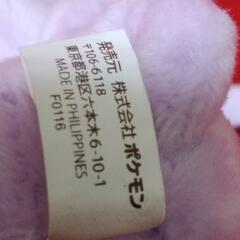 発売元 株式会社 ポケモン
〒106-6118
東京都港区六本木6-10-1
MADE IN PHILIPPINES
F0116